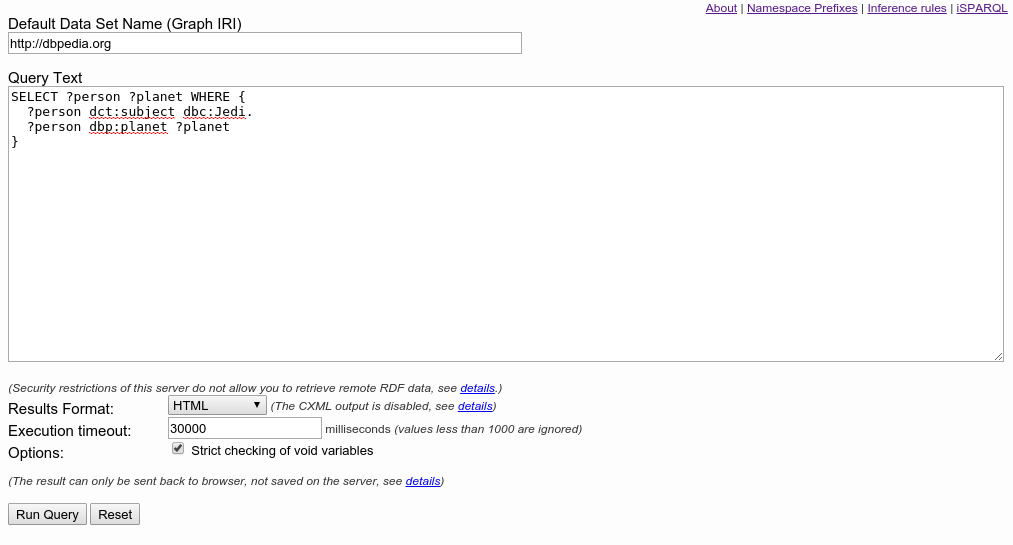 About | Namespace Prefixes | Inference rules | iSPARQL
Default Data Set Name (Graph IRI)
http://dbpedia.org
Query Text
SELECT ?person ?planet WHERE {
  ?person dct:subject dbc:Jedi.
  ?person dbp:planet ?planet
}
(Security restrictions of this server do not allow you to retrieve remote RDF data, see details.)
Results Format: HTML (The CXML output is disabled, see details)
Execution timeout: 30000 milliseconds (values less than 1000 are ignored)
Options: Strict checking of void variables
(The result can only be sent back to browser, not saved on the server, see details)
Run Query Reset